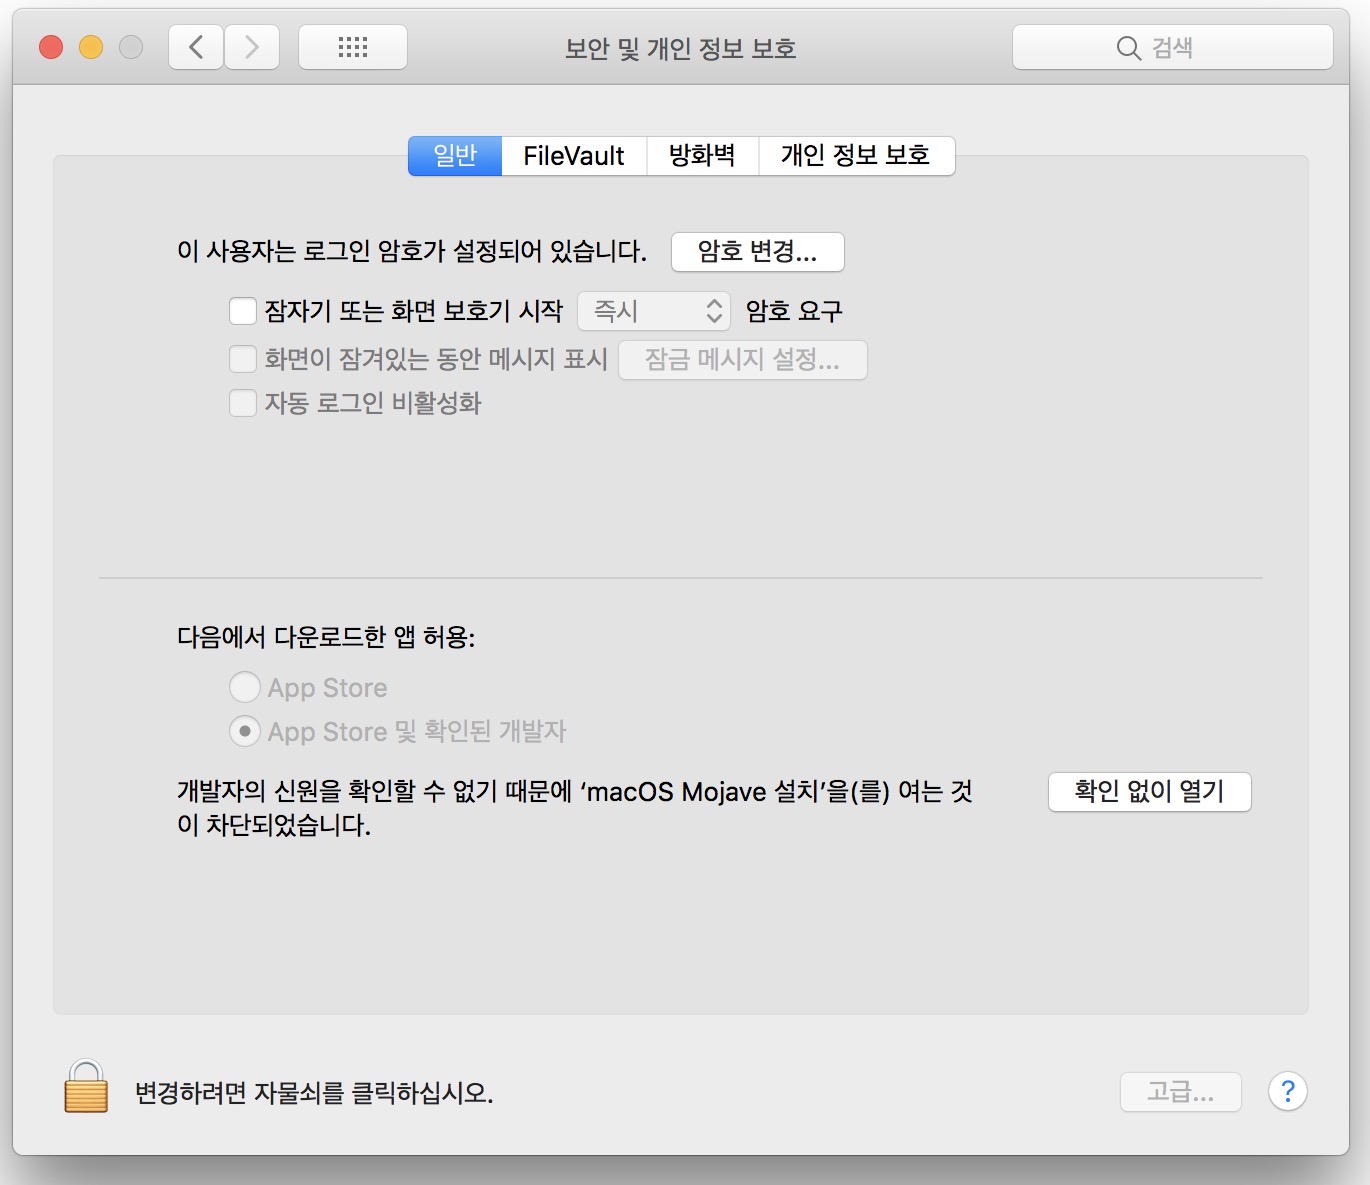 보안 및 개인 정보 보호
검색
일반 FileVault 방화벽 개인 정보 보호
이 사용자는 로그인 암호가 설정되어 있습니다. 암호 변경...
잠자기 또는 화면 보호기 시작 즉시 암호 요구
화면이 잠겨있는 동안 메시지 표시 잠금 메시지 설정...
자동 로그인 비활성화
다음에서 다운로드한 앱 허용:
App Store
App Store 및 확인된 개발자
개발자의 신원을 확인할 수 없기 때문에 ‘macOS Mojave 설치’을(를) 여는 것
이 차단되었습니다.
확인 없이 열기
변경하려면 자물쇠를 클릭하십시오.
고급... ?